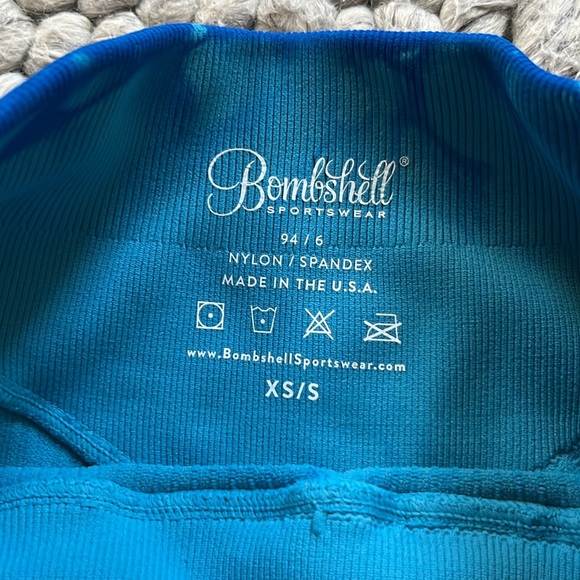 Bombshell®
SPORTSWEAR
94 / 6
NYLON / SPANDEX
MADE IN THE U.S.A.
www.BombshellSportswear.com
XS/S